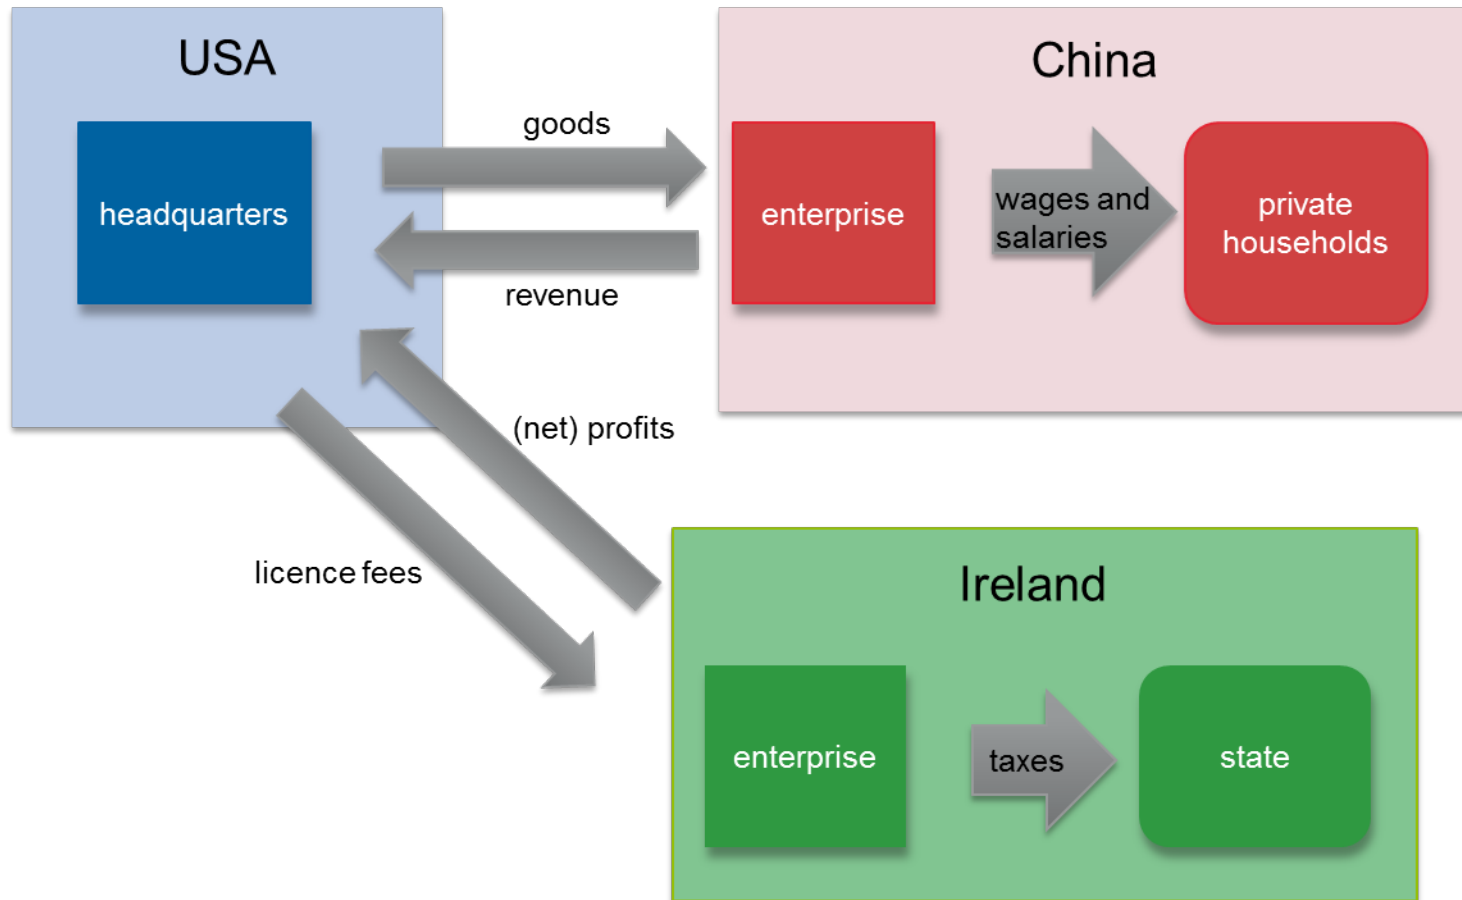 USA
China
goods
headquarters
enterprise
wages and
salaries
private
households
revenue
(net) profits
licence fees
Ireland
enterprise
taxes
state